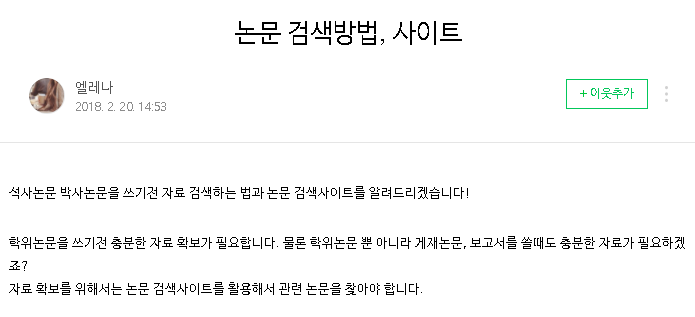 논문 검색방법, 사이트
엘레나
2018. 2. 20. 14:53
+ 이웃추가
석사논문 박사논문을 쓰기전 자료 검색하는 법과 논문 검색사이트를 알려드리겠습니다!
학위논문을 쓰기전 충분한 자료 확보가 필요합니다. 물론 학위논문 뿐 아니라 게재논문, 보고서를 쓸때도 충분한 자료가 필요하겠
죠?
자료 확보를 위해서는 논문 검색사이트를 활용해서 관련 논문을 찾아야 합니다.